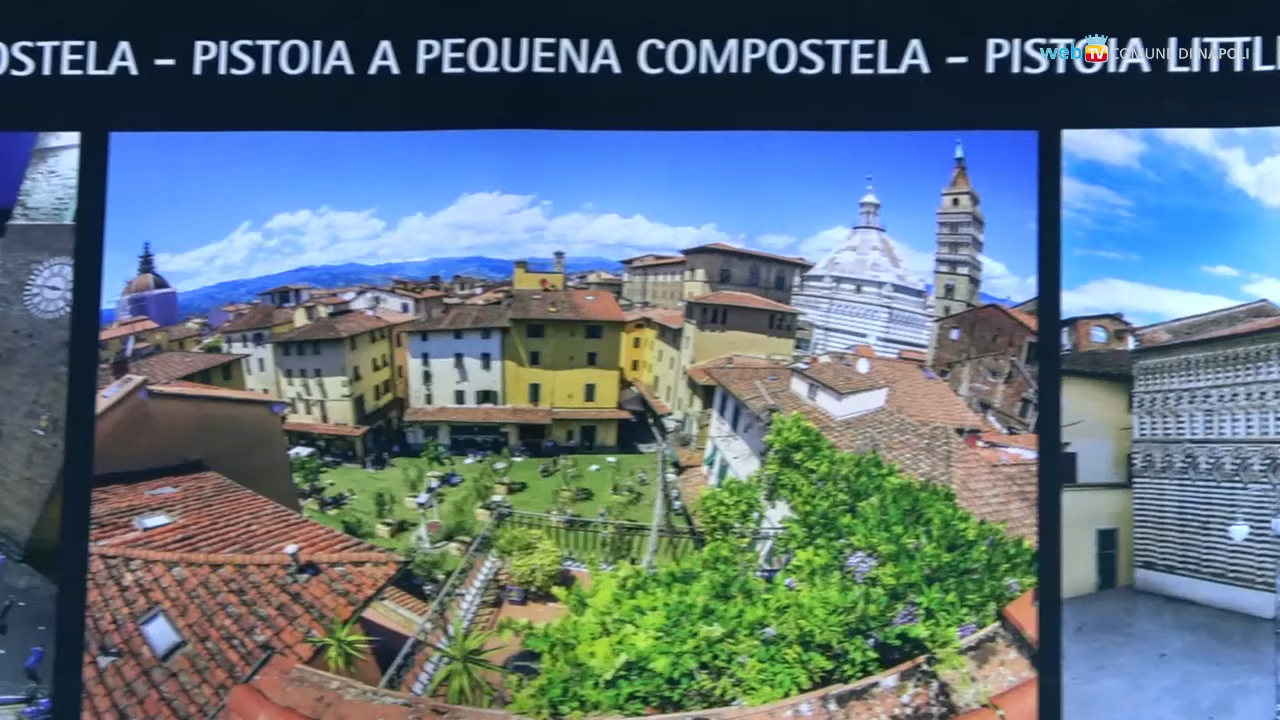 OSTELA – PISTOIA A PEQUENA COMPOSTELA – PISTOIA LITTL
web TV COMUNE DI NAPOLI